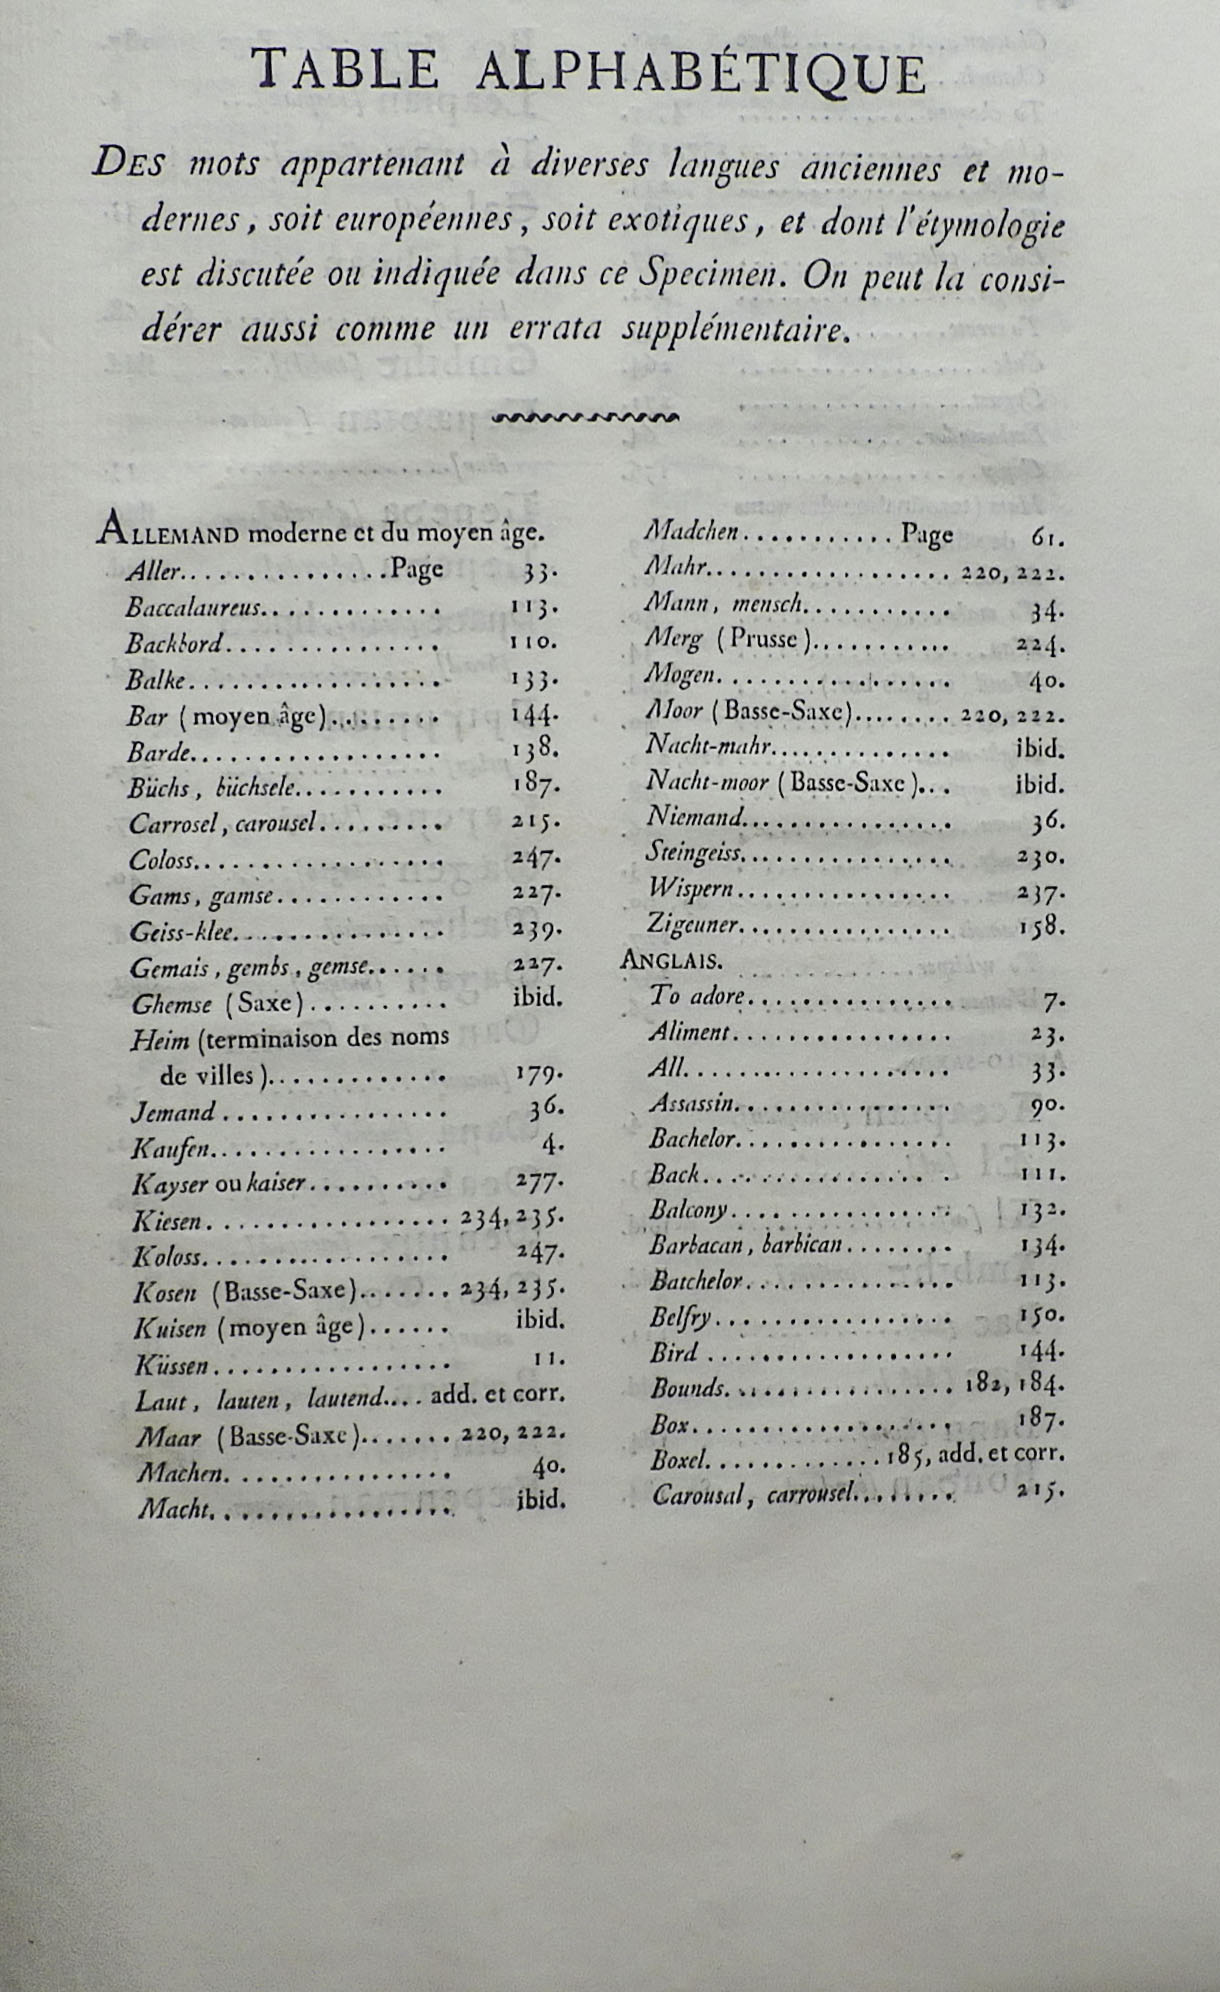 TABLE ALPHABÉTIQUE
DES mots appartenant à diverses langues anciennes et mo-
dernes, soit européennes, soit exotiques, et dont l'étymologie
est discutée ou indiquée dans ce Specimen. On peut la consi-
dérer aussi comme un errata supplémentaire.
ALLEMAND moderne et du moyen âge.
Aller................Page 33.
Baccalaureus............. 113.
Backbord................ 110.
Balke.................. 133.
Bar (moyen âge)......... 144.
Barde.................. 138.
Büchs, büchsele........... 187.
Carrosel, carousel......... 215.
Coloss.................. 247.
Gams, gamse............ 227.
Geiss-klee............... 239.
Gemais, gembs, gemse...... 227.
Ghemse (Saxe).......... ibid.
Heim (terminaison des noms
de villes)............. 179.
Jemand................ 36.
Kaufen................. 4.
Kayser ou kaiser.......... 277.
Kiesen................. 234, 235.
Koloss................. 247.
Kosen (Basse-Saxe)....... 234, 235.
Kuisen (moyen âge)...... ibid.
Küssen................. 11.
Laut, lauten, lautend.... add. et corr.
Maar (Basse-Saxe)....... 220, 222.
Machen................ 40.
Macht................. ibid.
Madchen........... Page 61.
Mahr.................. 220, 222.
Mann, mensch........... 34.
Merg (Prusse)........... 224.
Mogen................. 40.
Moor (Basse-Saxe)........ 220, 222.
Nacht-mahr.............. ibid.
Nacht-moor (Basse-Saxe)... ibid.
Niemand................ 36.
Steingeiss................ 230.
Wispern................ 237.
Zigeuner................ 158.
ANGLAIS.
To adore............... 7.
Aliment................ 23.
All.................... 33.
Assassin................ 90.
Bachelor................ 113.
Back.................. 111.
Balcony................ 132.
Barbacan, barbican........ 134.
Batchelor............... 113.
Belfry................. 150.
Bird.................. 144.
Bounds................. 182, 184.
Box................... 187.
Boxel............. 185, add. et corr.
Carousal, carrousel........ 215.